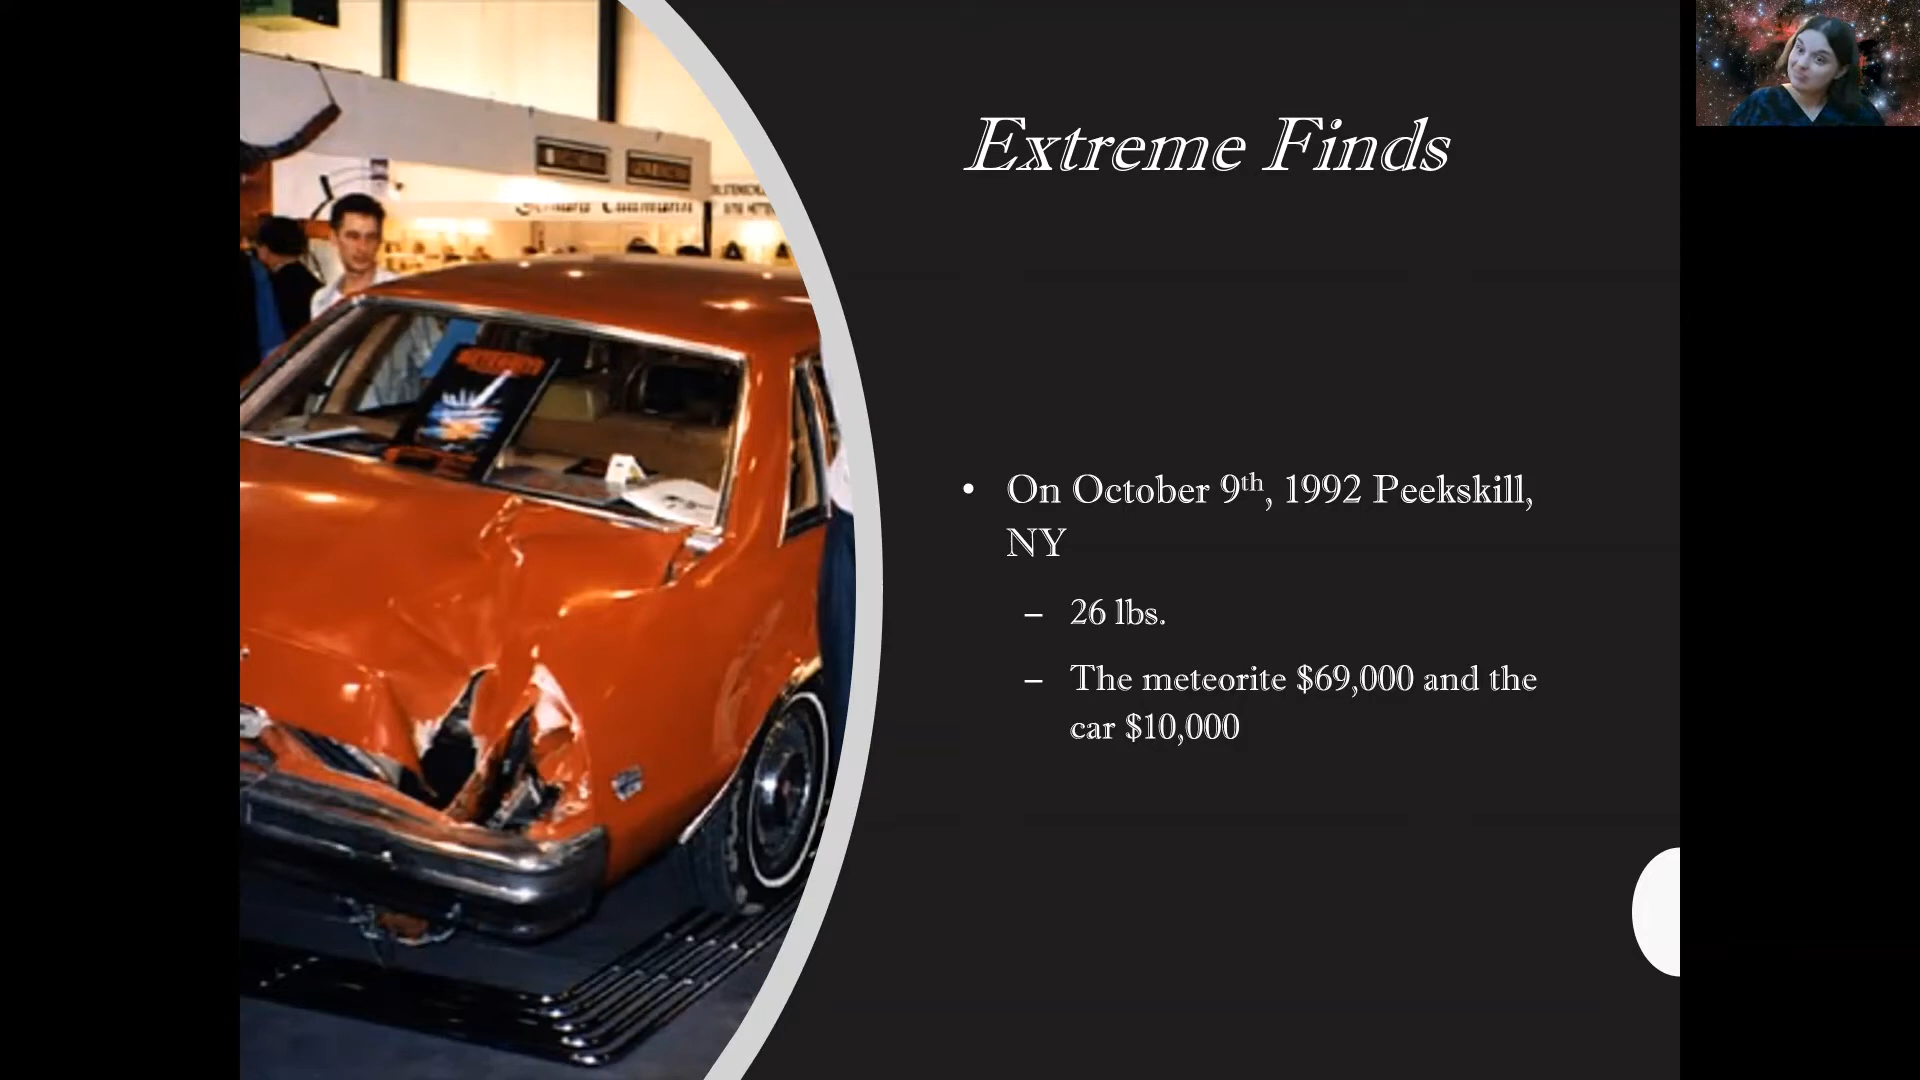 Extreme Finds
• On October 9th, 1992 Peekskill,
NY
– 26 lbs.
– The meteorite $69,000 and the
car $10,000